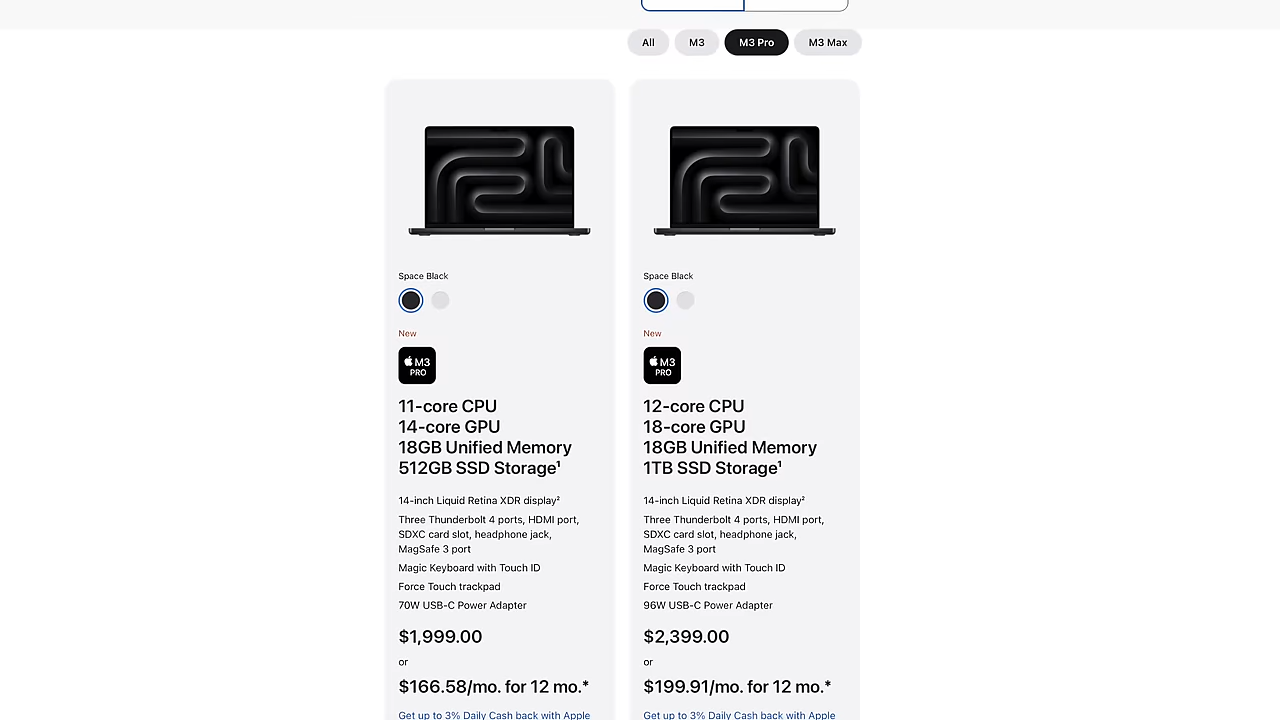 All
M3
M3 Pro
M3 Max
Space Black
New
M3
PRO
11-core CPU
14-core GPU
18GB Unified Memory
512GB SSD Storage¹
14-inch Liquid Retina XDR display²
Three Thunderbolt 4 ports, HDMI port,
SDXC card slot, headphone jack,
MagSafe 3 port
Magic Keyboard with Touch ID
Force Touch trackpad
70W USB-C Power Adapter
$1,999.00
or
$166.58/mo. for 12 mo.*
Get up to 3% Daily Cash back with Apple
Space Black
New
M3
PRO
12-core CPU
18-core GPU
18GB Unified Memory
1TB SSD Storage¹
14-inch Liquid Retina XDR display²
Three Thunderbolt 4 ports, HDMI port,
SDXC card slot, headphone jack,
MagSafe 3 port
Magic Keyboard with Touch ID
Force Touch trackpad
96W USB-C Power Adapter
$2,399.00
or
$199.91/mo. for 12 mo.*
Get up to 3% Daily Cash back with Apple